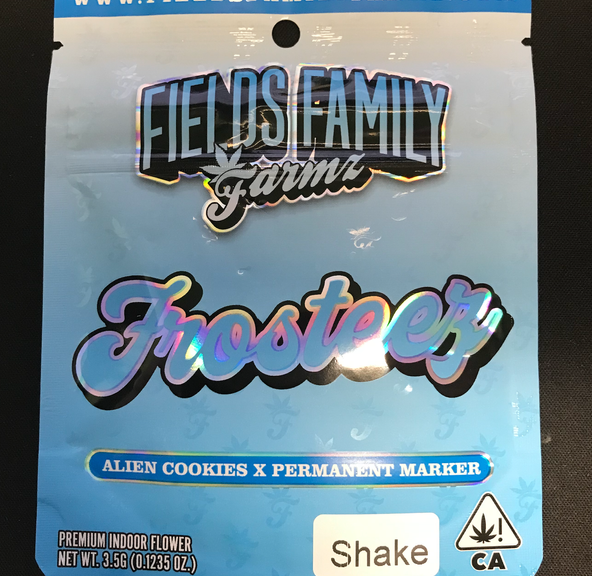 FIENDS FAMILY
Farmz
Frosteez
ALIEN COOKIES X PERMANENT MARKER
PREMIUM INDOOR FLOWER
NET WT. 3.5G (0.1235 OZ.)
Shake
!
CA